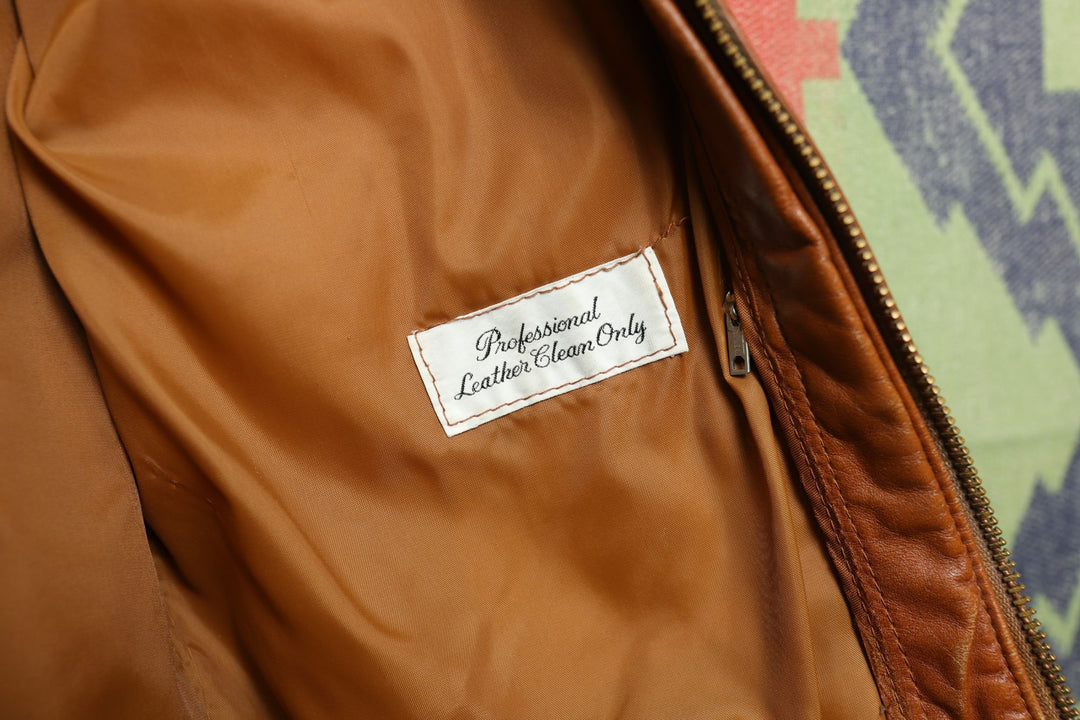 Professional
Leather Clean Only